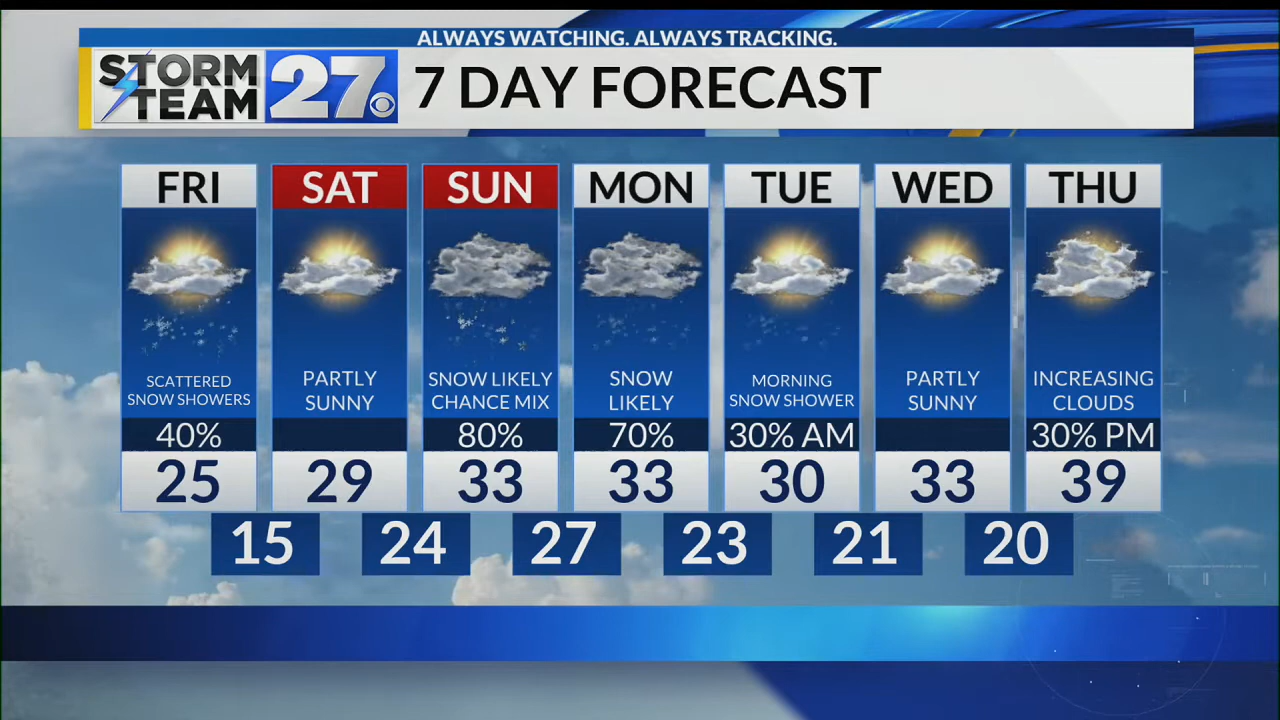 ALWAYS WATCHING. ALWAYS TRACKING.
STORM
TEAM
27
7 DAY FORECAST
FRI SAT SUN MON TUE WED THU
SCATTERED
SNOW SHOWERS
PARTLY
SUNNY
SNOW LIKELY
CHANCE MIX
SNOW
LIKELY
MORNING
SNOW SHOWER
PARTLY
SUNNY
INCREASING
CLOUDS
40% 80% 70% 30% AM 30% PM
25 29 33 33 30 33 39
15 24 27 23 21 20